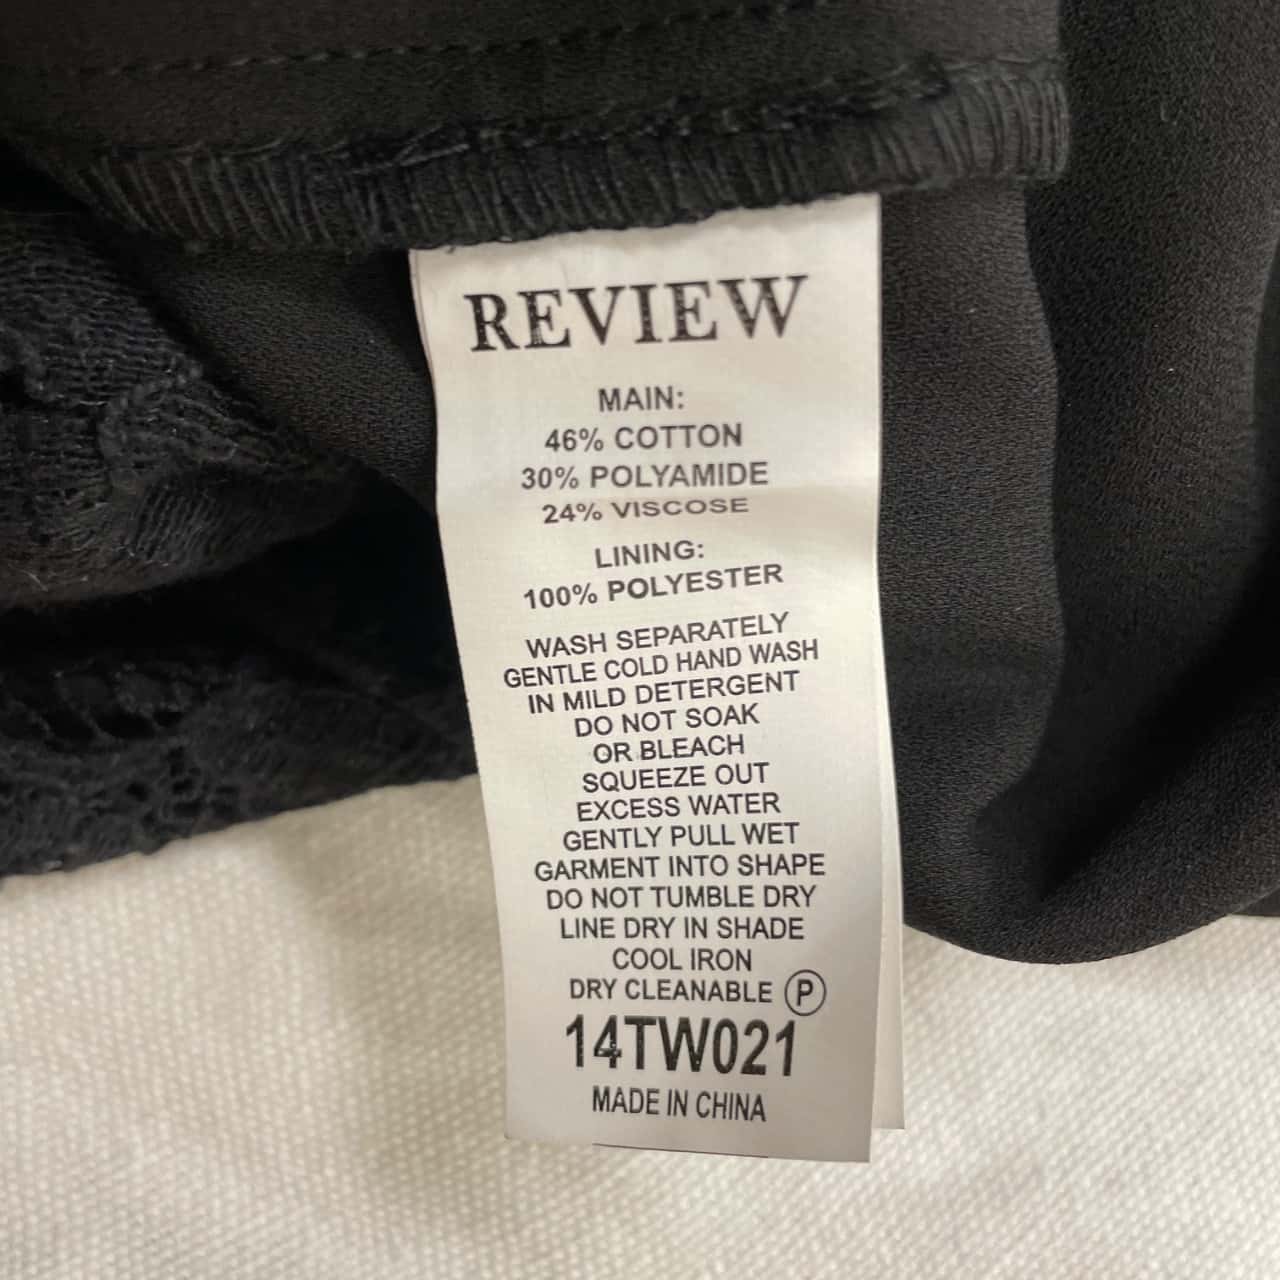 REVIEW
MAIN:
46% COTTON
30% POLYAMIDE
24% VISCOSE
LINING:
100% POLYESTER
WASH SEPARATELY
GENTLE COLD HAND WASH
IN MILD DETERGENT
DO NOT SOAK
OR BLEACH
SQUEEZE OUT
EXCESS WATER
GENTLY PULL WET
GARMENT INTO SHAPE
DO NOT TUMBLE DRY
LINE DRY IN SHADE
COOL IRON
DRY CLEANABLE P
14TW021
MADE IN CHINA